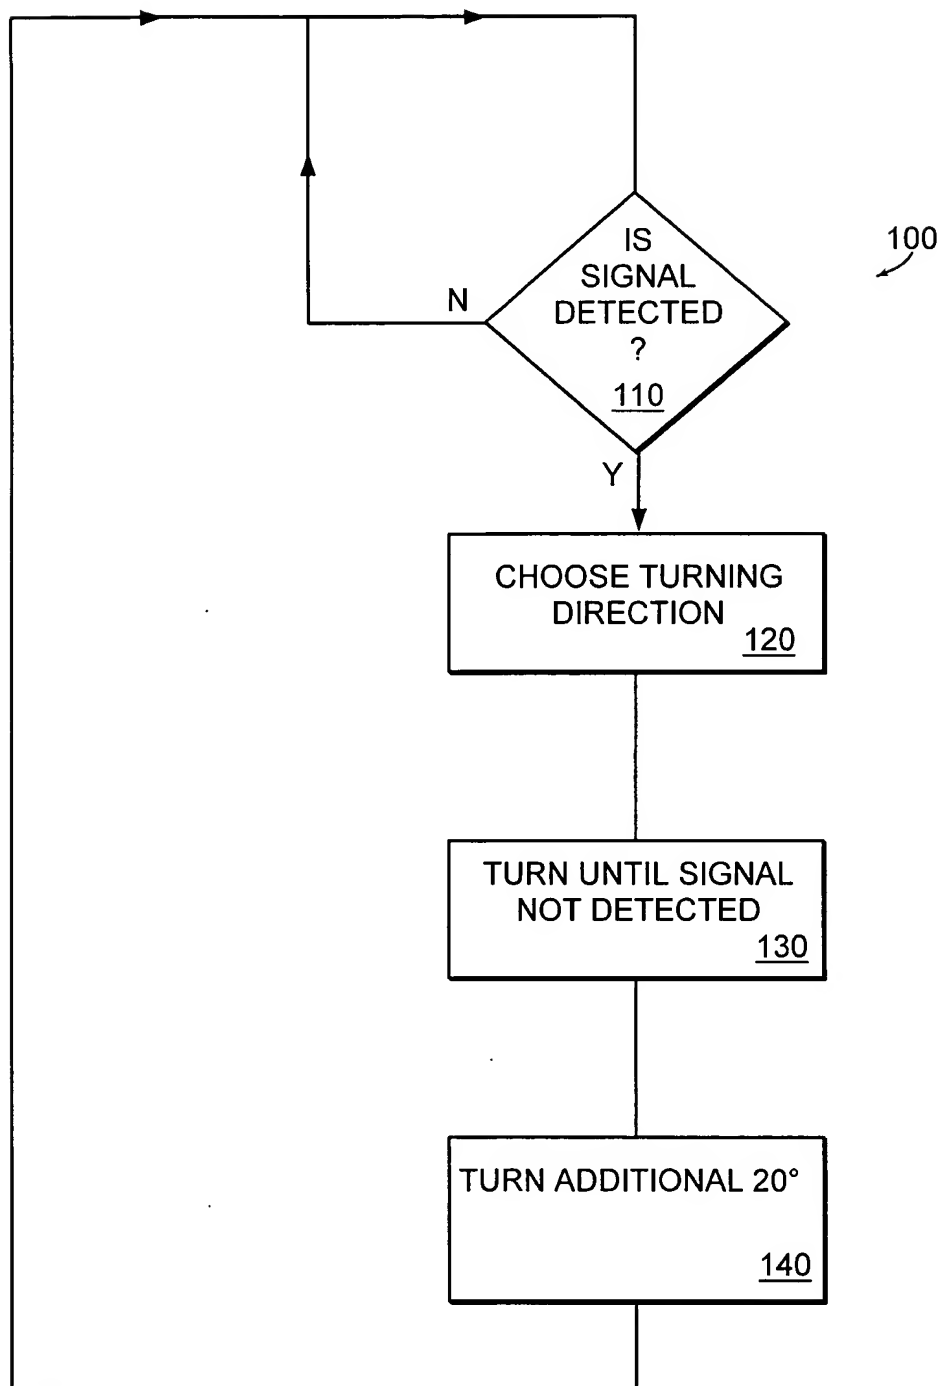 100
IS
SIGNAL
DETECTED
?
110
N
Y
CHOOSE TURNING
DIRECTION
120
TURN UNTIL SIGNAL
NOT DETECTED
130
TURN ADDITIONAL 20°
140